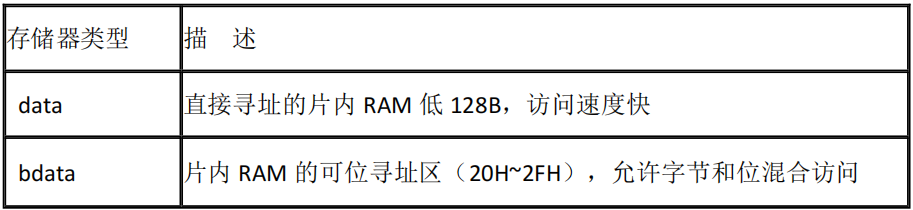 存储器类型 描 述
data 直接寻址的片内 RAM 低 128B，访问速度快
bdata 片内 RAM 的可位寻址区（20H~2FH），允许字节和位混合访问